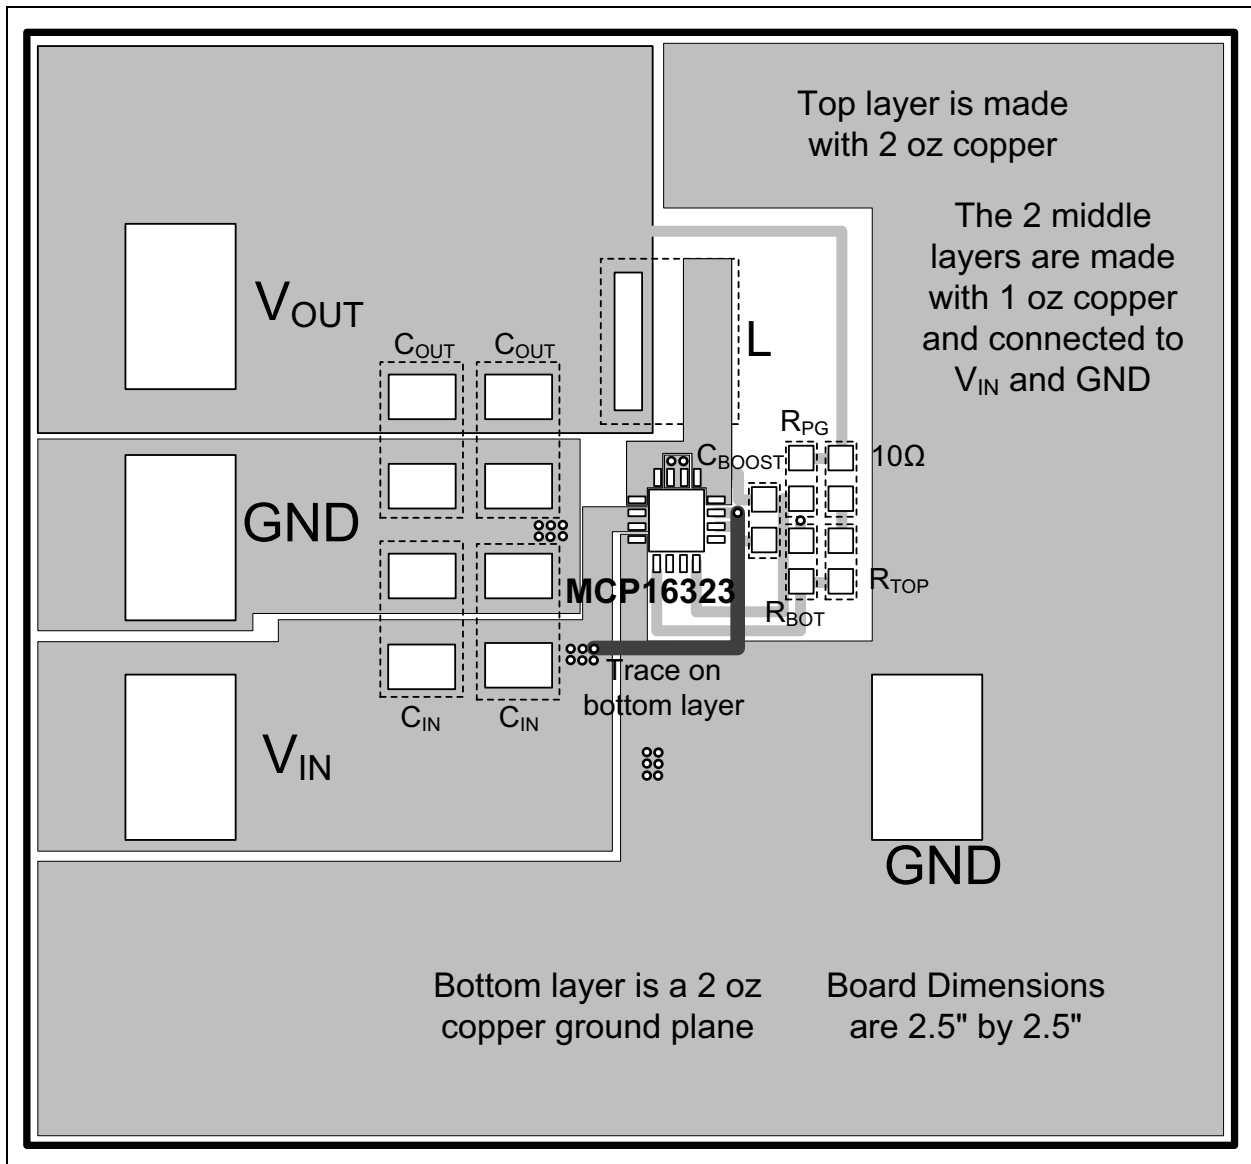 Top layer is made
with 2 oz copper
The 2 middle
layers are made
with 1 oz copper
and connected to
VIN and GND
VOUT
COUT
COUT
L
RPG
CBOOST
10Ω
GND
MCP16323
RTOP
RBOT
Trace on
bottom layer
CIN
CIN
VIN
GND
Bottom layer is a 2 oz
copper ground plane
Board Dimensions
are 2.5" by 2.5"